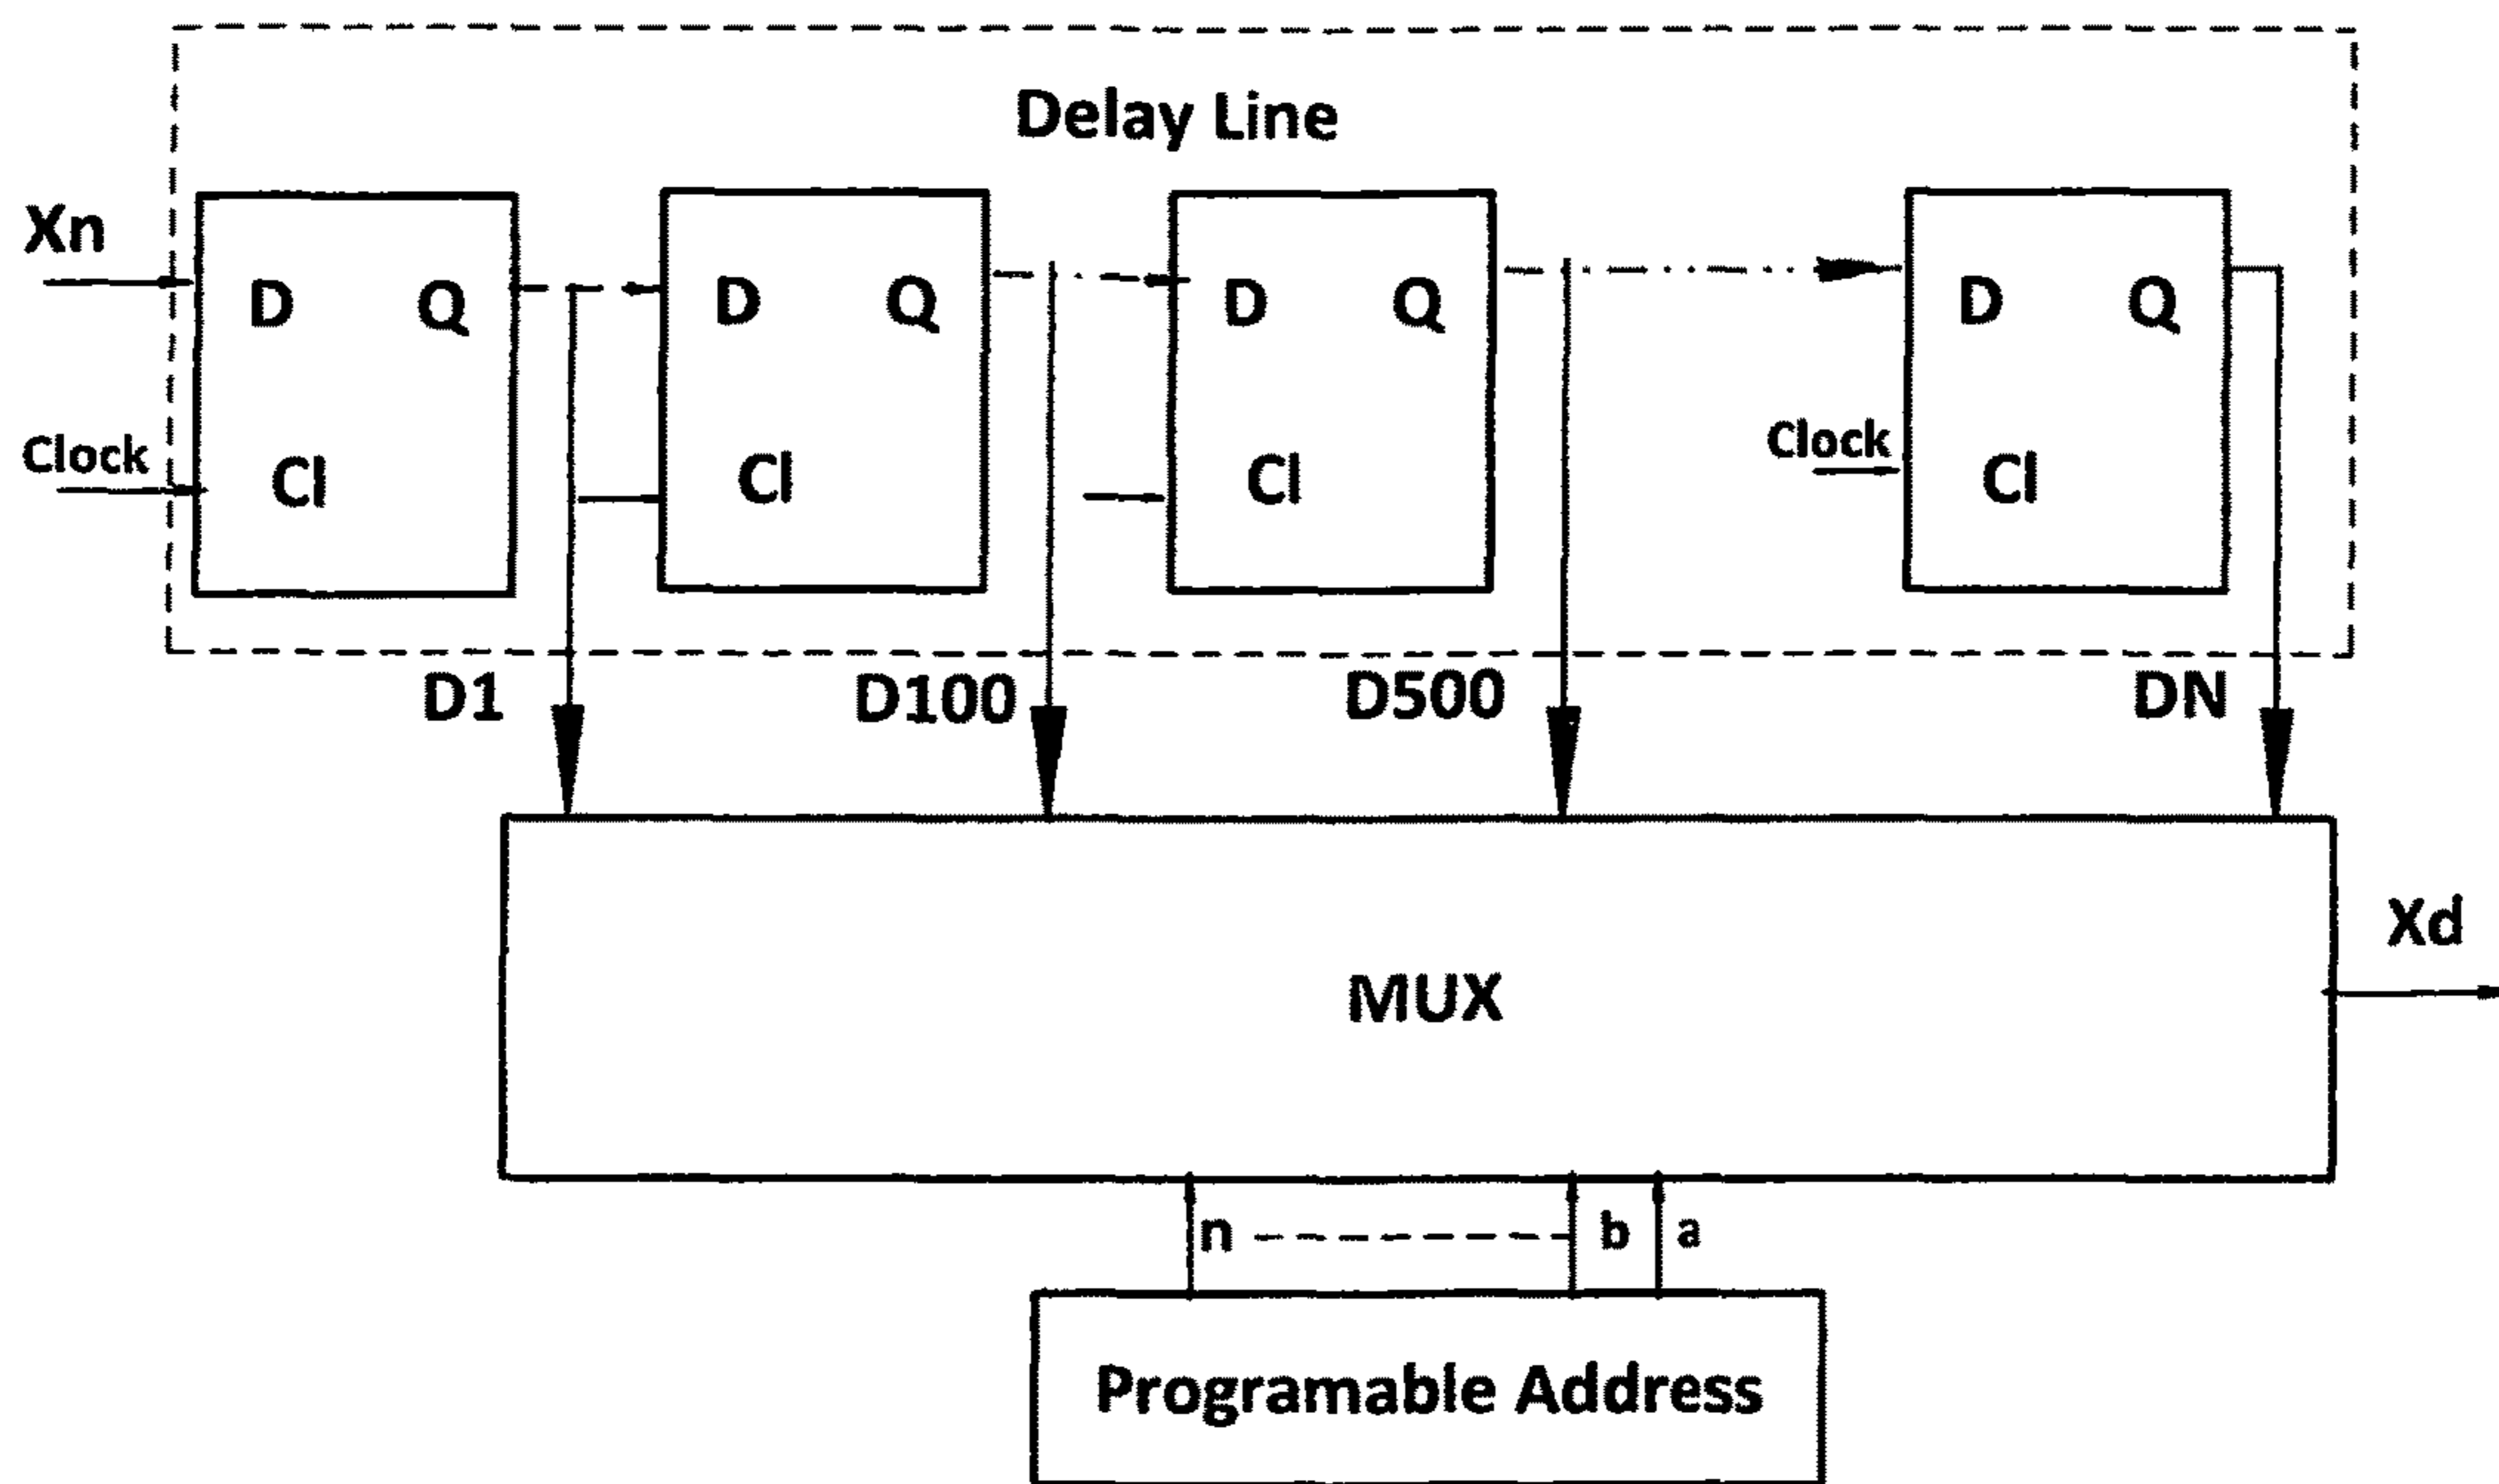 Delay Line
Xn
D Q D Q D Q D Q
Clock Cl Cl Cl Clock Cl
D1 D100 D500 DN
MUX
Xd
n b a
Programable Address